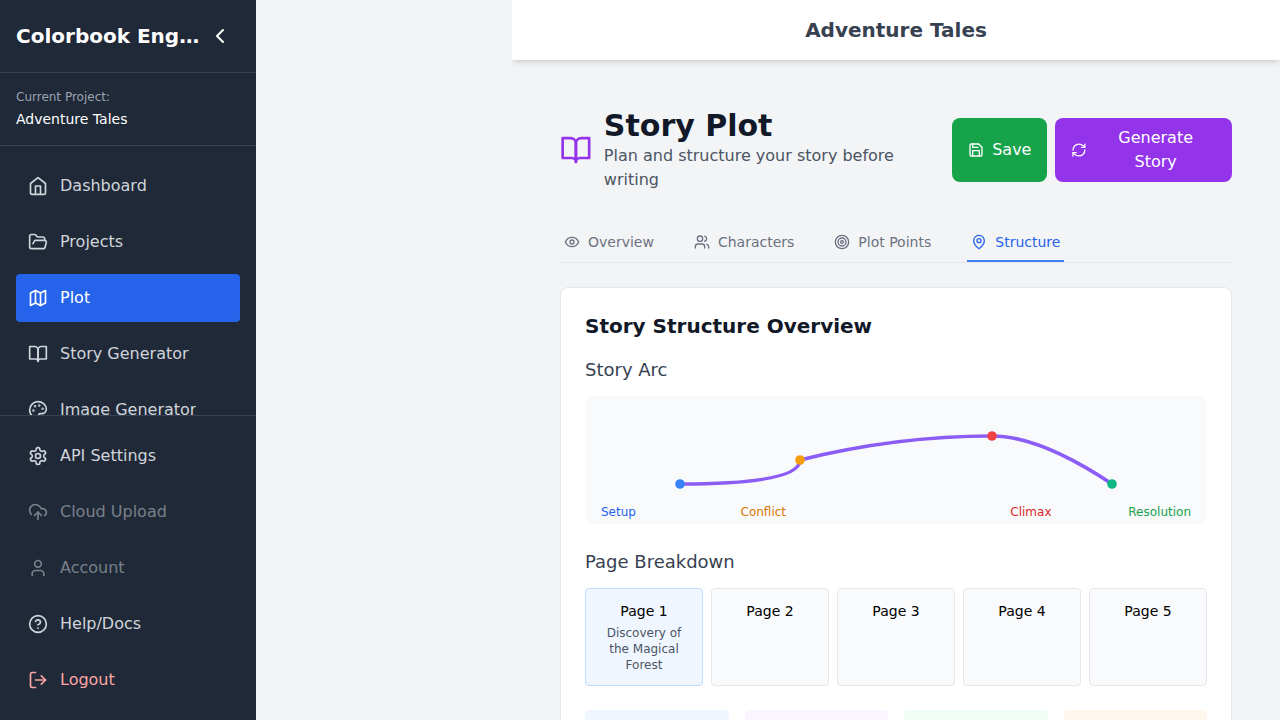 Colorbook Eng…
Current Project:
Adventure Tales
Dashboard
Projects
Plot
Story Generator
Image Generator
API Settings
Cloud Upload
Account
Help/Docs
Logout
Adventure Tales
Story Plot
Plan and structure your story before
writing
Save
Generate
Story
Overview
Characters
Plot Points
Structure
Story Structure Overview
Story Arc
Setup
Conflict
Climax
Resolution
Page Breakdown
Page 1
Discovery of
the Magical
Forest
Page 2
Page 3
Page 4
Page 5